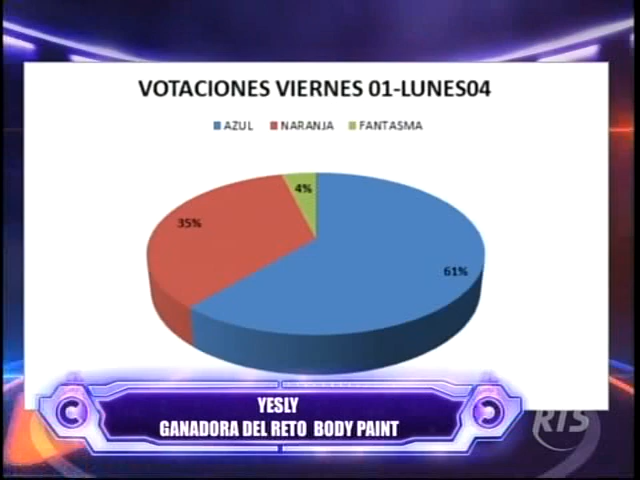 VOTACIONES VIERNES 01-LUNES04
AZUL NARANJA FANTASMA
4%
35%
61%
YESLY
GANADORA DEL RETO BODY PAINT
RTS